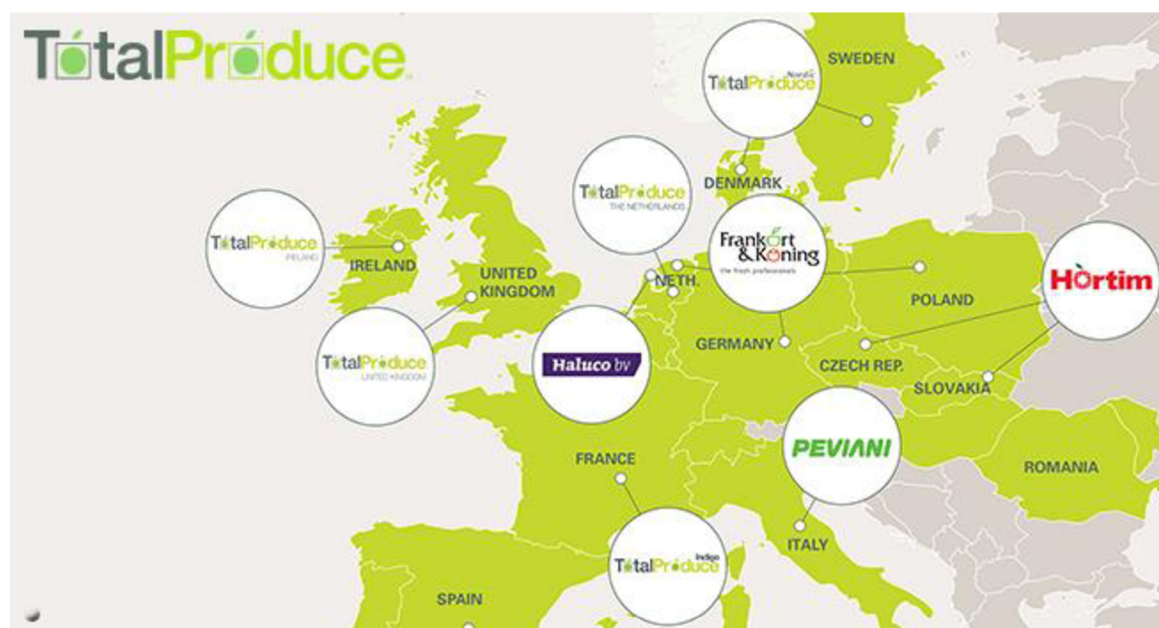 TotalProduce
SWEDEN
Nordic
TotalProduce
DENMARK
TotalProduce
THE NETHERLANDS
Frankort
& Koning
the fresh professionals
TotalProduce
IRELAND
IRELAND
UNITED
KINGDOM
NETH.
POLAND
Hortim
TotalProduce
UNITED KINGDOM
Haluco bv
GERMANY
CZECH REP.
SLOVAKIA
PEVIANI
FRANCE
ROMANIA
ITALY
Indigo
TotalProduce
SPAIN